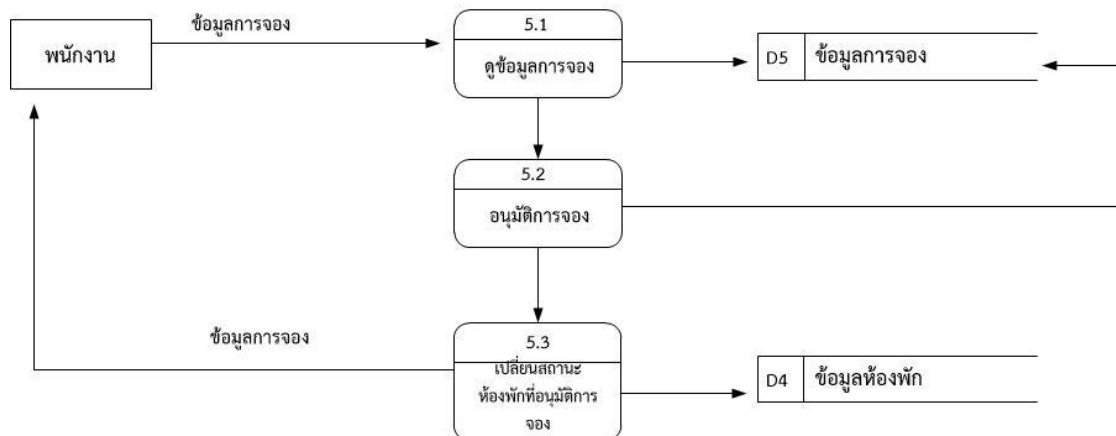 ข้อมูลการจอง
พนักงาน
5.1
ดูข้อมูลการจอง
D5 ข้อมูลการจอง
5.2
อนุมัติการจอง
ข้อมูลการจอง
5.3
เปลี่ยนสถานะ
ห้องพักที่อนุมัติการ
จอง
D4 ข้อมูลห้องพัก